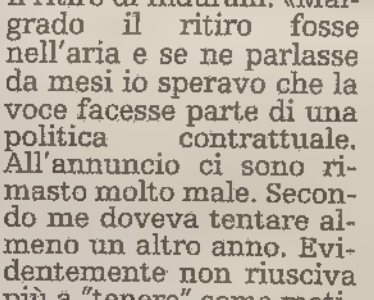 il ritiro di Indurain. «Mal-
grado il ritiro fosse
nell'aria e se ne parlasse
da mesi io speravo che la
voce facesse parte di una
politica contrattuale.
All'annuncio ci sono ri-
masto molto male. Secon-
do me doveva tentare al-
meno un altro anno. Evi-
dentemente non riusciva
più a "tenere" come moti-